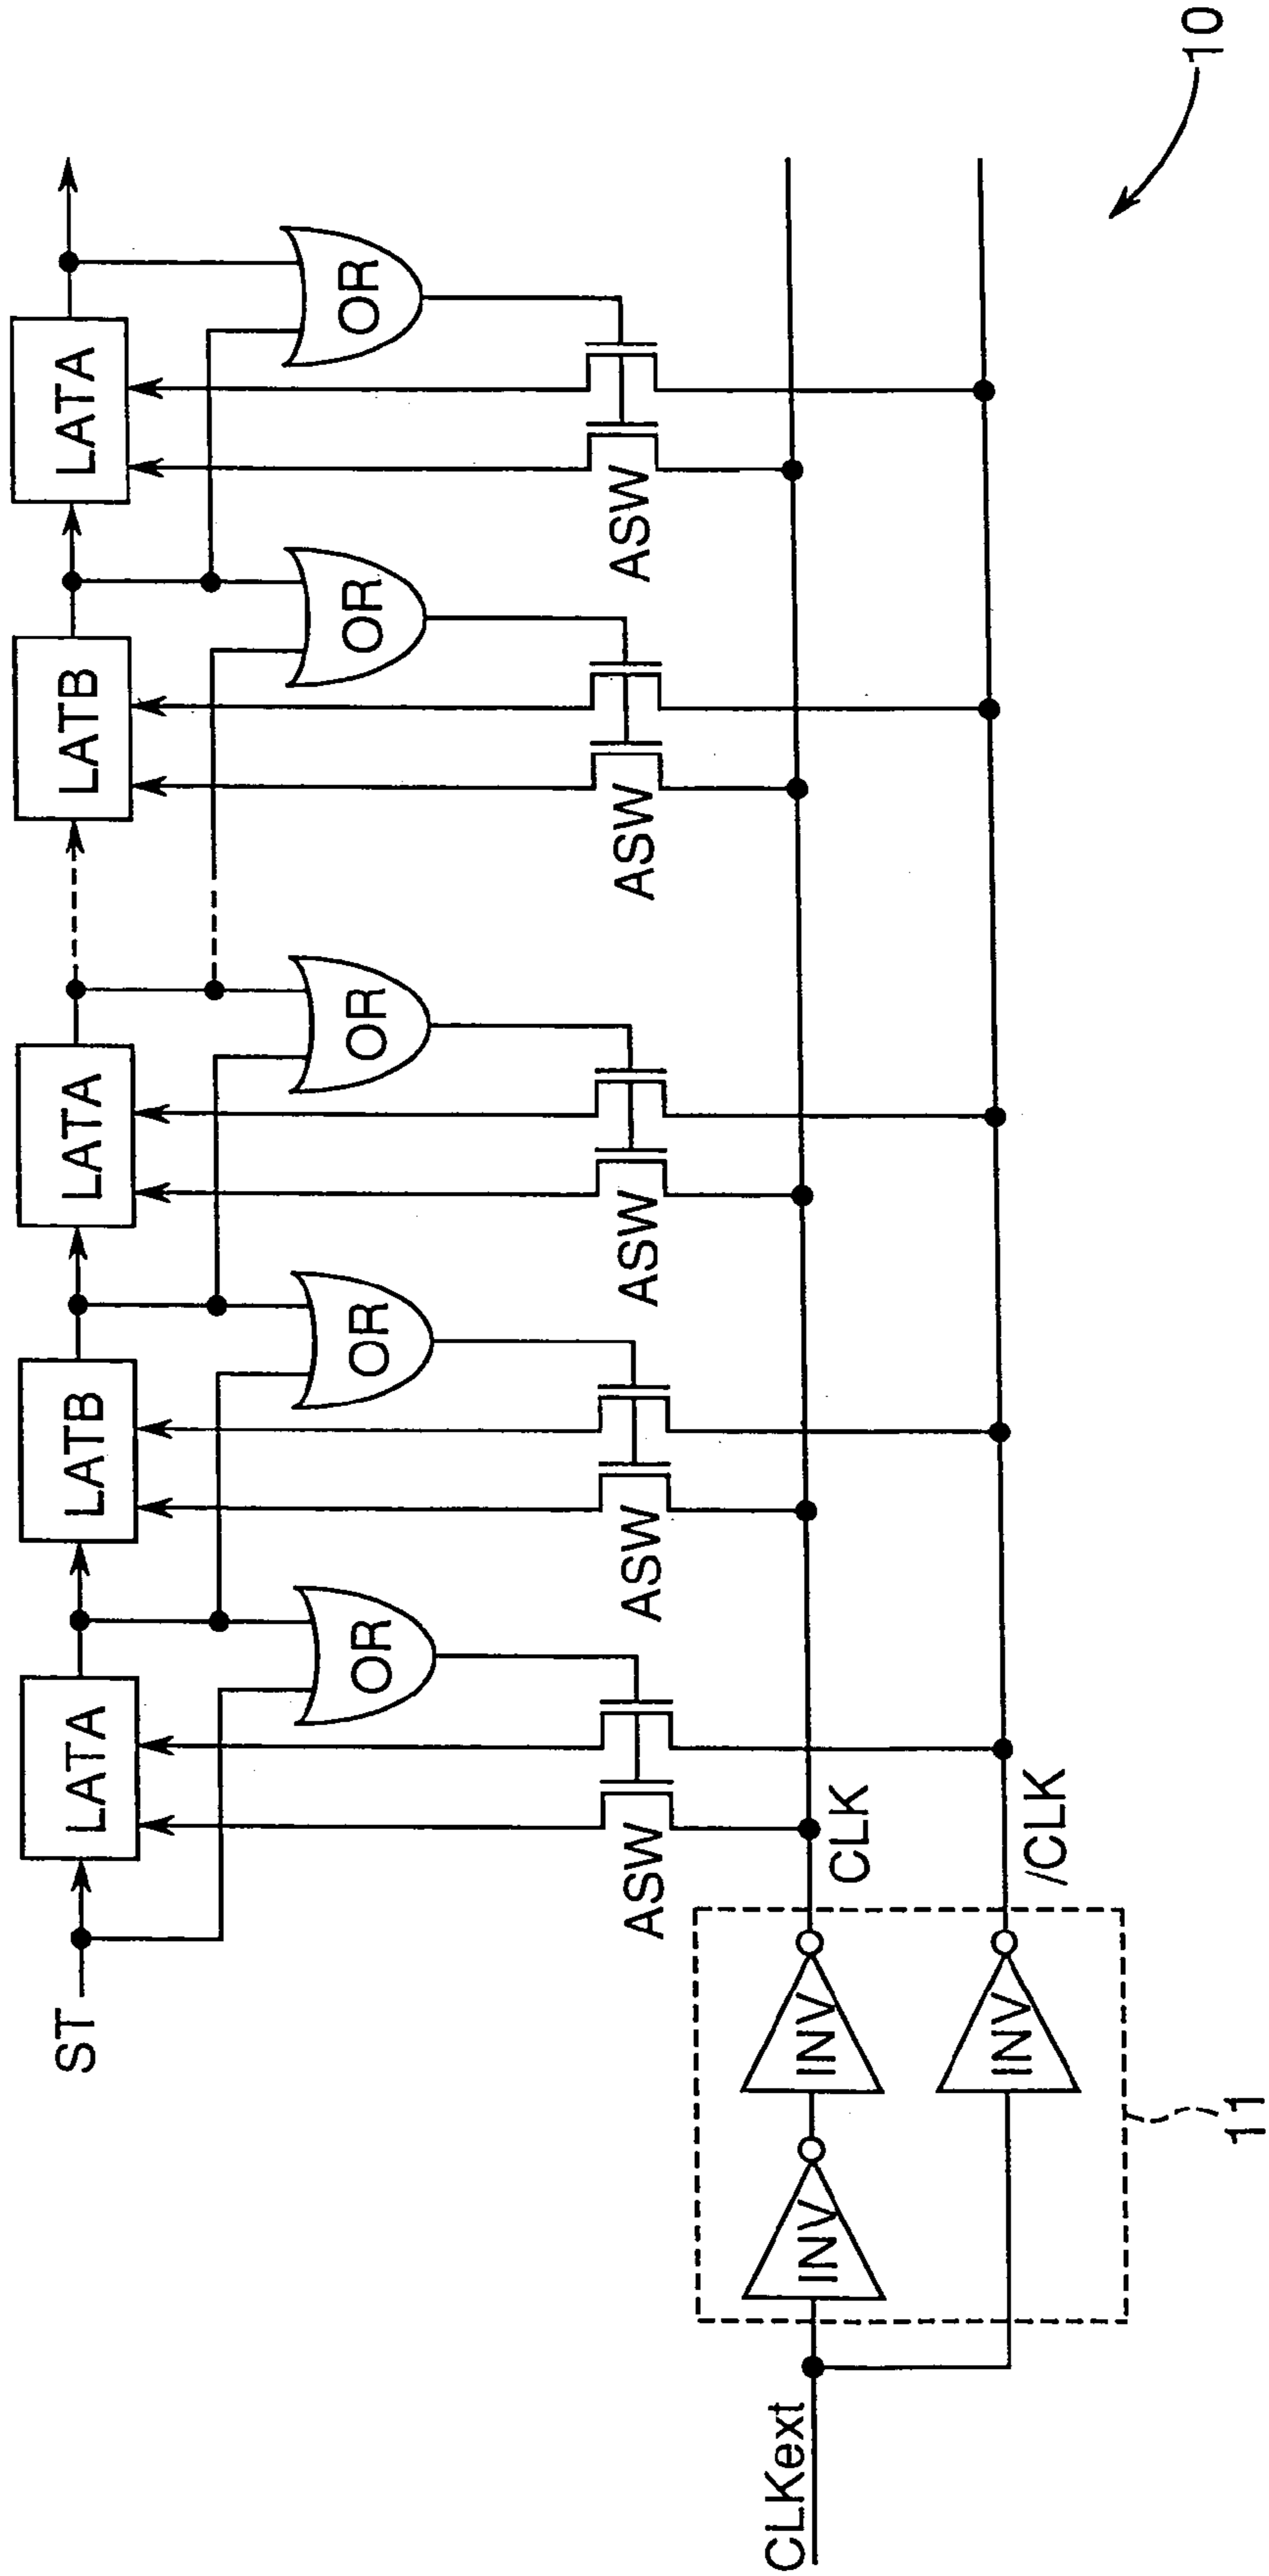 10
ST
LATA
LATB
LATA
LATB
LATA
OR
OR
OR
OR
OR
ASW
ASW
ASW
ASW
ASW
CLK
/CLK
CLKext
INV
INV
INV
11